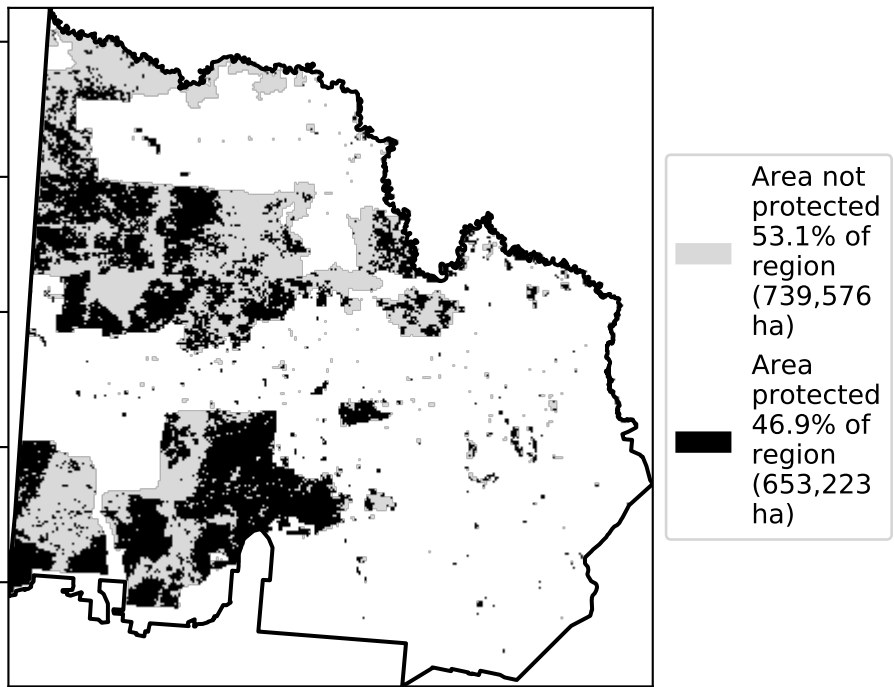 Area not
protected
53.1% of
region
(739,576
ha)
Area
protected
46.9% of
region
(653,223
ha)